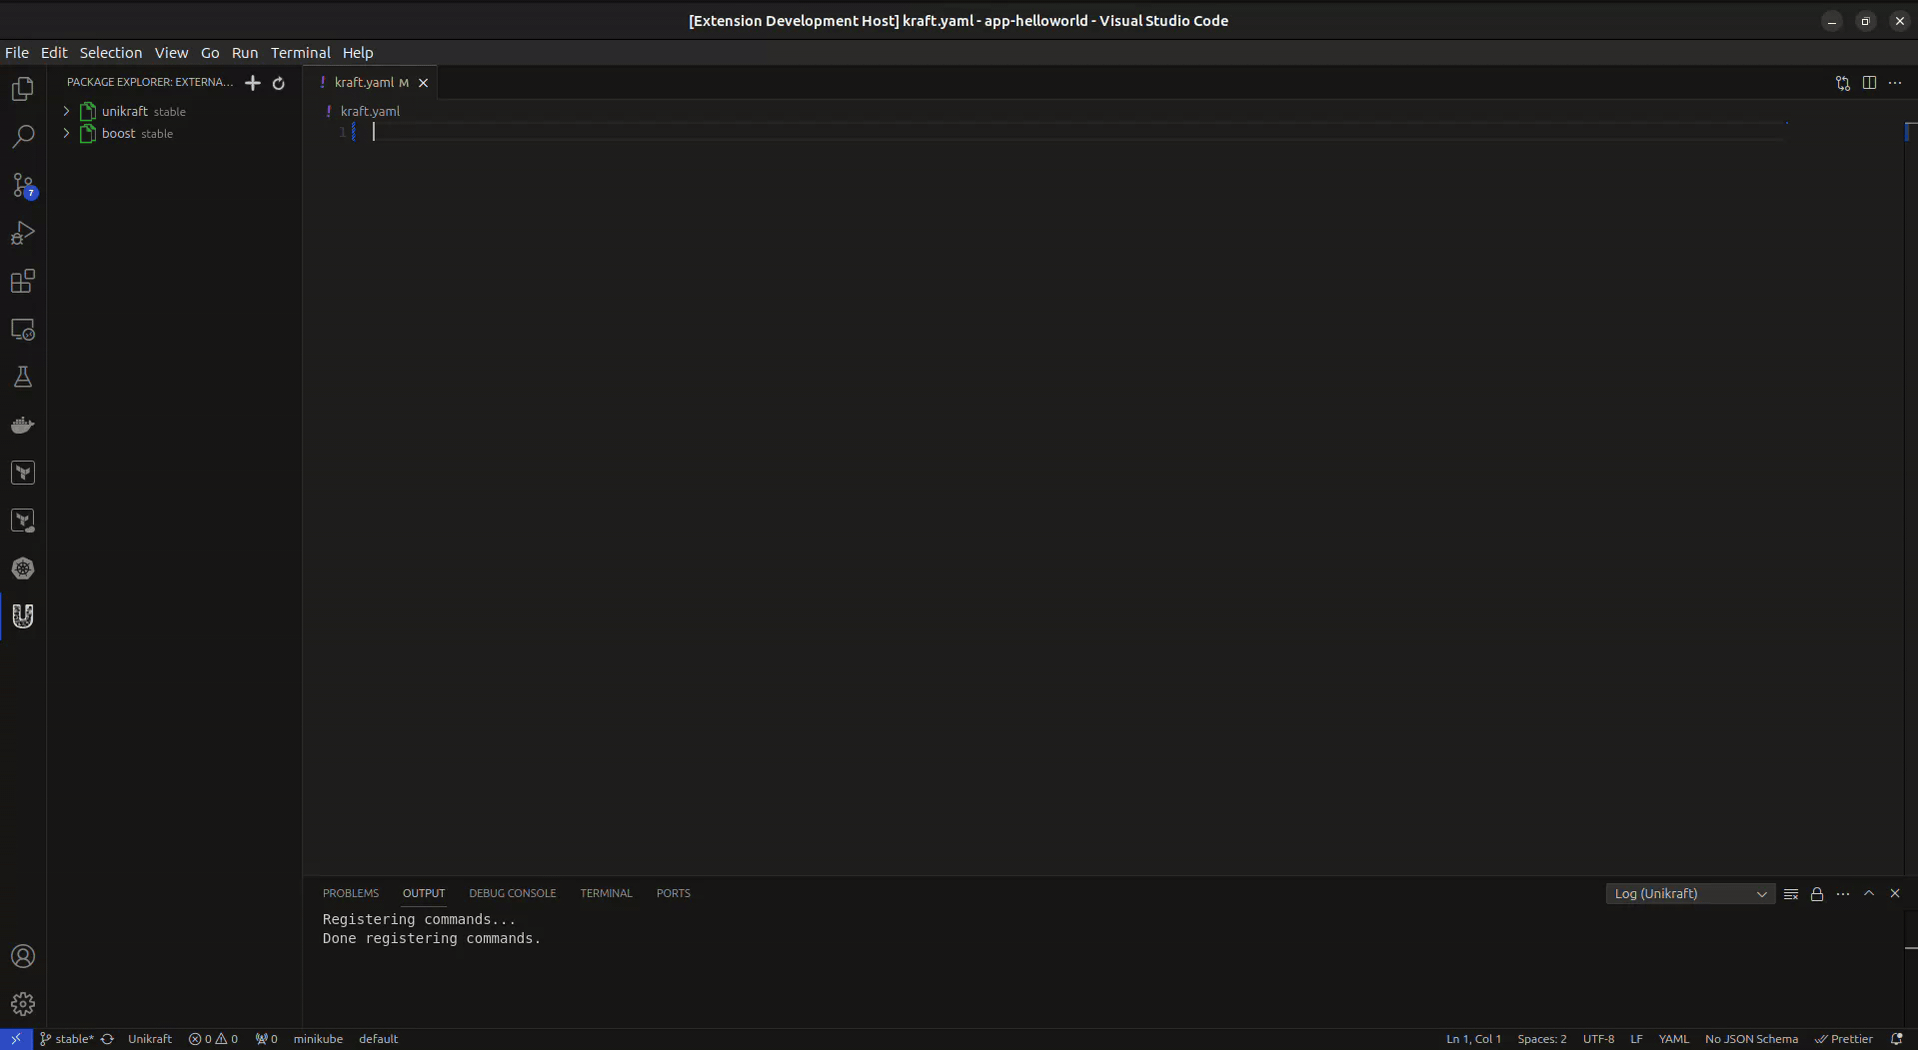 [Extension Development Host] kraft.yaml - app-helloworld - Visual Studio Code
File Edit Selection View Go Run Terminal Help
PACKAGE EXPLORER: EXTERNA...
! kraft.yaml M
unikraft stable
! kraft.yaml
boost stable
1
7
PROBLEMS OUTPUT DEBUG CONSOLE TERMINAL PORTS
Log (Unikraft)
Registering commands...
Done registering commands.
stable* Unikraft 0 0 0 minikube default
Ln 1, Col 1 Spaces: 2 UTF-8 LF YAML No JSON Schema Prettier